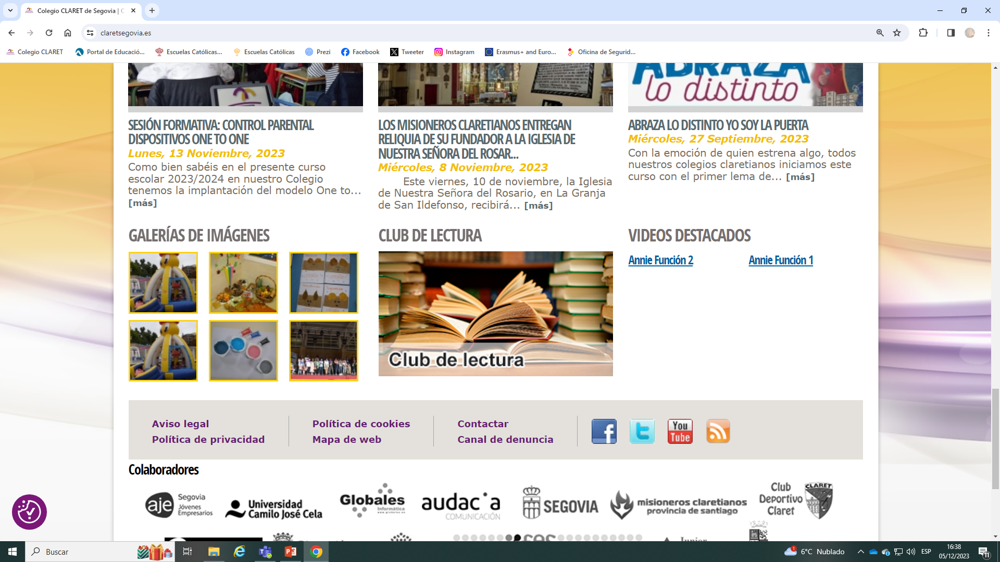 Colegio CLARET de Segovia | C
claretsegovia.es
Colegio CLARET
Portal de Educació...
Escuelas Católicas...
Escuelas Católicas
Prezi
Facebook
Tweeter
Instagram
Erasmus+ and Euro...
Oficina de Segurid...
ABRAZA
lo distinto
SESIÓN FORMATIVA: CONTROL PARENTAL
DISPOSITIVOS ONE TO ONE
Lunes, 13 Noviembre, 2023
Como bien sabéis en el presente curso
escolar 2023/2024 en nuestro Colegio
tenemos la implantación del modelo One to...
[más]
LOS MISIONEROS CLARETIANOS ENTREGAN
RELIQUIA DE SU FUNDADOR A LA IGLESIA DE
NUESTRA SEÑORA DEL ROSAR...
Miércoles, 8 Noviembre, 2023
Este viernes, 10 de noviembre, la Iglesia
de Nuestra Señora del Rosario, en La Granja
de San Ildefonso, recibirá... [más]
ABRAZA LO DISTINTO YO SOY LA PUERTA
Miércoles, 27 Septiembre, 2023
Con la emoción de quien estrena algo, todos
nuestros colegios claretianos iniciamos este
curso con el primer lema de... [más]
GALERÍAS DE IMÁGENES
CLUB DE LECTURA
Club de lectura
VIDEOS DESTACADOS
Annie Función 2
Annie Función 1
Aviso legal
Política de privacidad
Política de cookies
Mapa de web
Contactar
Canal de denuncia
You
Tube
Colaboradores
aje
Segovia
Jóvenes
Empresarios
Universidad
Camilo José Cela
Globales
Informática
audacia
COMUNICACIÓN
SEGOVIA
misioneros claretianos
provincia de santiago
Club
Deportivo
Claret
CLARET
Buscar
1
6°C Nublado
ESP
16:38
05/12/2023
11